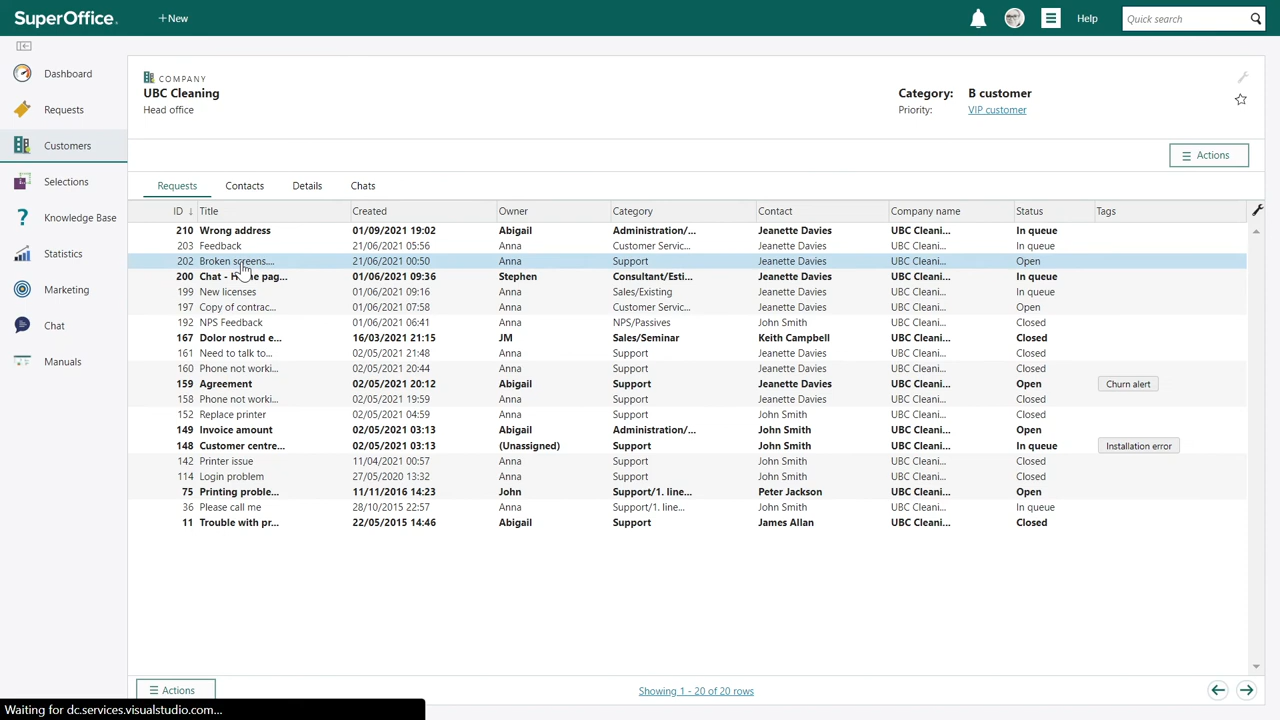 SuperOffice. +New Help Quick search
Dashboard
Requests
Customers
Selections
Knowledge Base
Statistics
Marketing
Chat
Manuals
COMPANY
UBC Cleaning
Head office
Category: B customer
Priority: VIP customer
Actions
Requests Contacts Details Chats
ID ↓ Title Created Owner Category Contact Company name Status Tags
210 Wrong address 01/09/2021 19:02 Abigail Administration/... Jeanette Davies UBC Cleani... In queue
203 Feedback 21/06/2021 05:56 Anna Customer Servic... Jeanette Davies UBC Cleani... In queue
202 Broken screens.... 21/06/2021 00:50 Anna Support Jeanette Davies UBC Cleani... Open
200 Chat - pag... 01/06/2021 09:36 Stephen Consultant/Esti... Jeanette Davies UBC Cleani... In queue
199 New licenses 01/06/2021 09:16 Anna Sales/Existing Jeanette Davies UBC Cleani... In queue
197 Copy of contrac... 01/06/2021 07:58 Anna Customer Servic... Jeanette Davies UBC Cleani... Open
192 NPS Feedback 01/06/2021 06:41 Anna NPS/Passives John Smith UBC Cleani... Closed
167 Dolor nostrud e... 16/03/2021 21:15 JM Sales/Seminar Keith Campbell UBC Cleani... Closed
161 Need to talk to... 02/05/2021 21:48 Anna Support Jeanette Davies UBC Cleani... Closed
160 Phone not worki... 02/05/2021 20:44 Anna Support Jeanette Davies UBC Cleani... Closed
159 Agreement 02/05/2021 20:12 Abigail Support Jeanette Davies UBC Cleani... Open Churn alert
158 Phone not worki... 02/05/2021 19:59 Anna Support Jeanette Davies UBC Cleani... Closed
152 Replace printer 02/05/2021 04:59 Anna Support John Smith UBC Cleani... Closed
149 Invoice amount 02/05/2021 03:13 Abigail Administration/... John Smith UBC Cleani... Open
148 Customer centre... 02/05/2021 03:13 (Unassigned) Support John Smith UBC Cleani... In queue Installation error
142 Printer issue 11/04/2021 00:57 Anna Support John Smith UBC Cleani... Closed
114 Login problem 27/05/2020 13:32 Anna Support John Smith UBC Cleani... Closed
75 Printing proble... 11/11/2016 14:23 John Support/1. line... Peter Jackson UBC Cleani... Open
36 Please call me 28/10/2015 22:57 Anna Support/1. line... John Smith UBC Cleani... In queue
11 Trouble with pr... 22/05/2015 14:46 Abigail Support James Allan UBC Cleani... Closed
Actions Showing 1 - 20 of 20 rows
Waiting for dc.services.visualstudio.com...